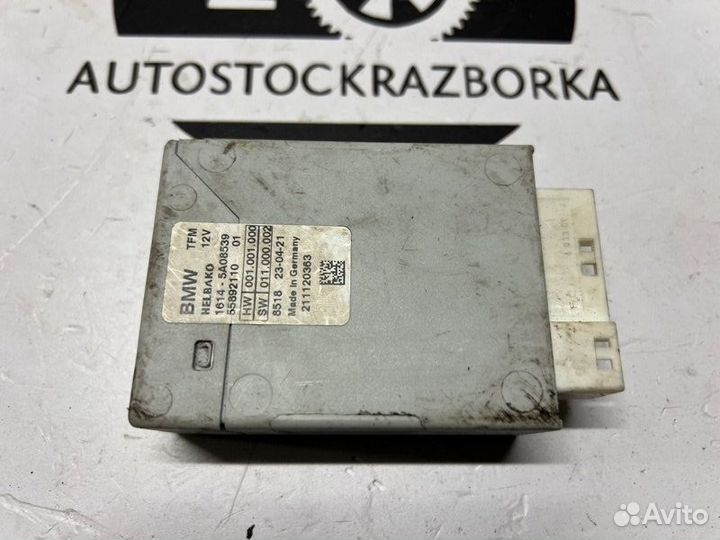 AUTOSTOCKRAZBORKA
BMW TFM
HELBAKO 12V
1614 - 5A08539
55892110 01
HW 001.001.000
SW 011.000.002
8518 23-04-21
Made in Germany
211120363
Avito